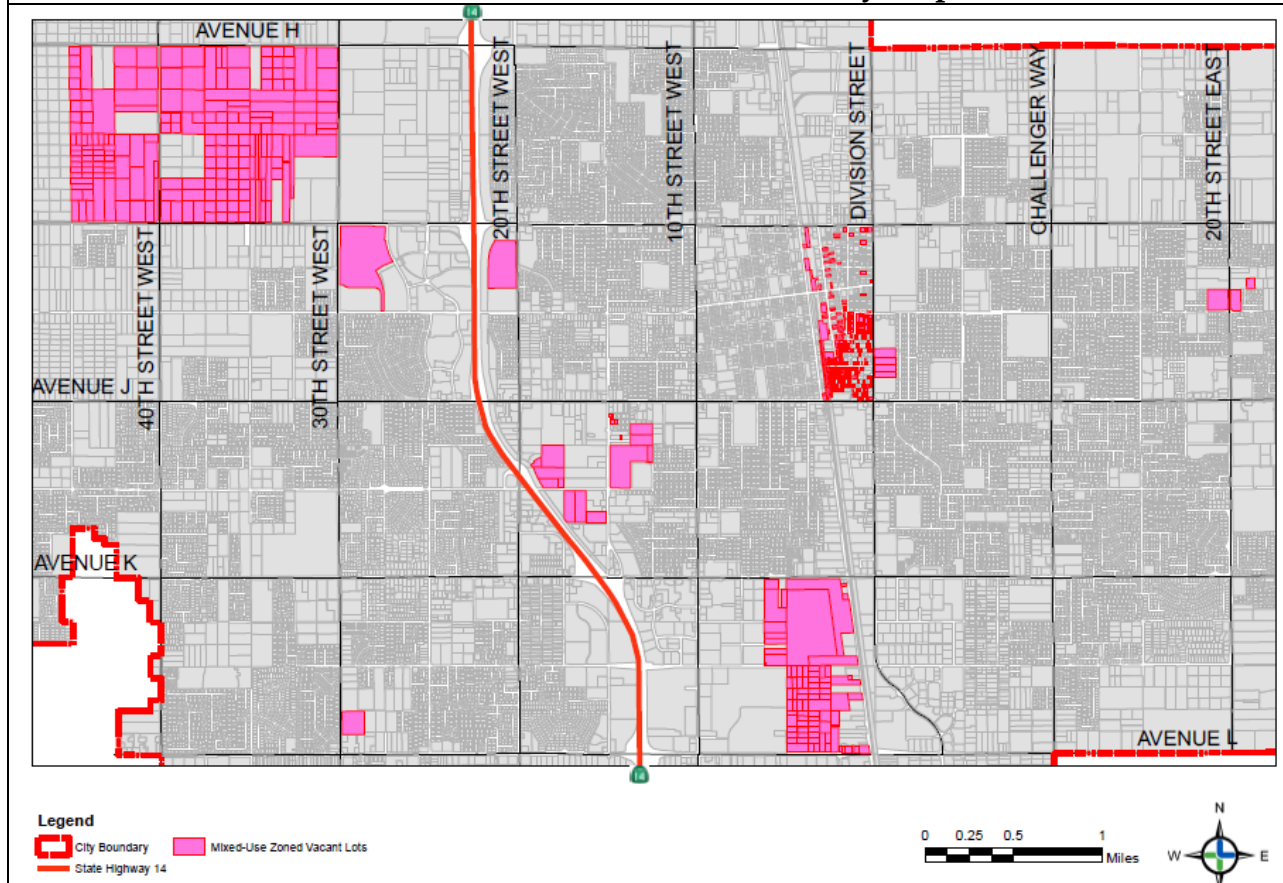 14
AVENUE H
20TH STREET WEST
10TH STREET WEST
DIVISION STREET
CHALLENGER WAY
20TH STREET EAST
40TH STREET WEST
30TH STREET WEST
AVENUE J
AVENUE K
AVENUE L
14
Legend
City Boundary
Mixed-Use Zoned Vacant Lots
State Highway 14
0 0.25 0.5 1
Miles
N
W E
S